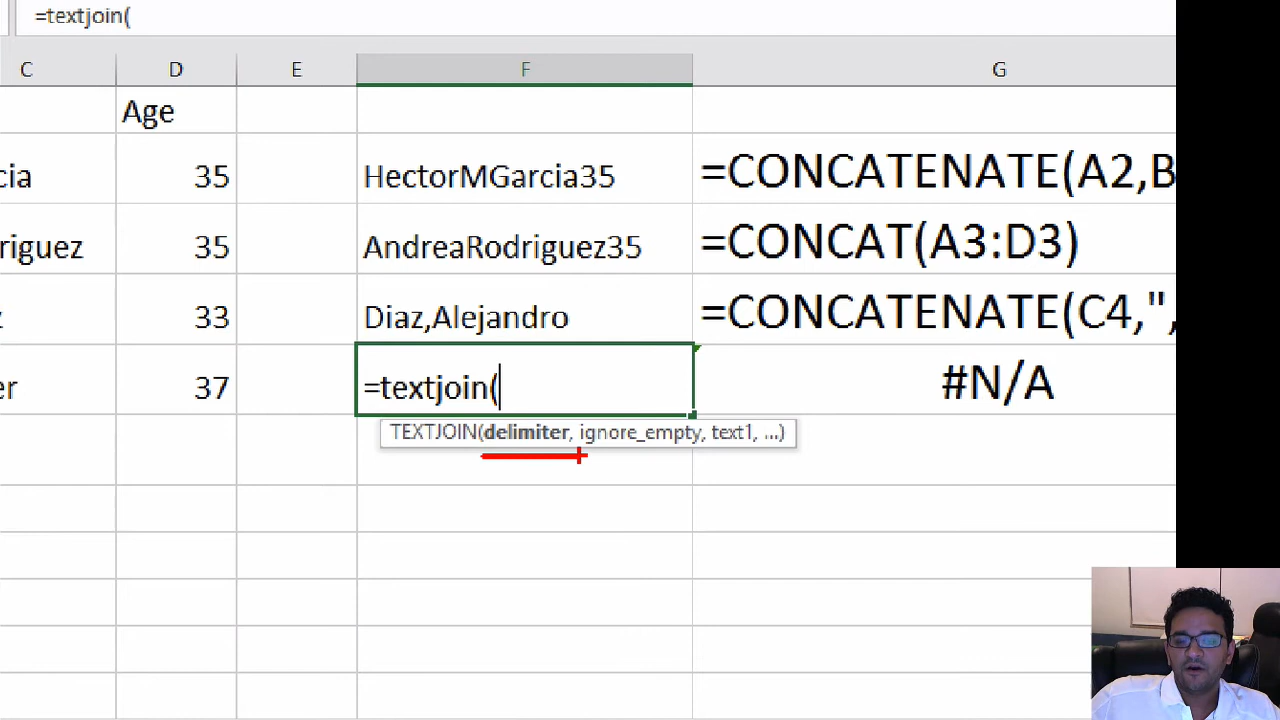 =textjoin(
C D E F G
Age
cia 35 HectorMGarcia35 =CONCATENATE(A2,B
riguez 35 AndreaRodriguez35 =CONCAT(A3:D3)
z 33 Diaz,Alejandro =CONCATENATE(C4,",
er 37 =textjoin( #N/A
TEXTJOIN(delimiter, ignore_empty, text1, ...)